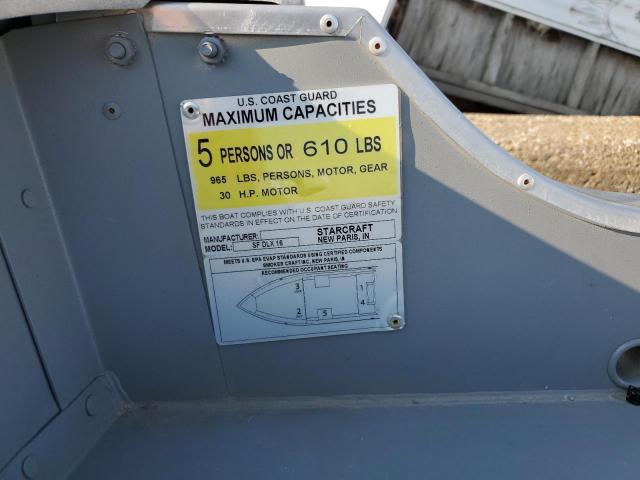 U.S. COAST GUARD
MAXIMUM CAPACITIES
5 PERSONS OR 610 LBS
965 LBS, PERSONS, MOTOR, GEAR
30 H.P. MOTOR
THIS BOAT COMPLIES WITH U.S. COAST GUARD SAFETY
STANDARDS IN EFFECT ON THE DATE OF CERTIFICATION
MANUFACTURER: STARCRAFT
NEW PARIS, IN
MODEL: SF DLX 16
MEETS U.S. EPA EVAP STANDARDS USING CERTIFIED COMPONENTS
SMOKER CRAFT INC, NEW PARIS, IN
RECOMMENDED OCCUPANT SEATING
3 1
2 5 4